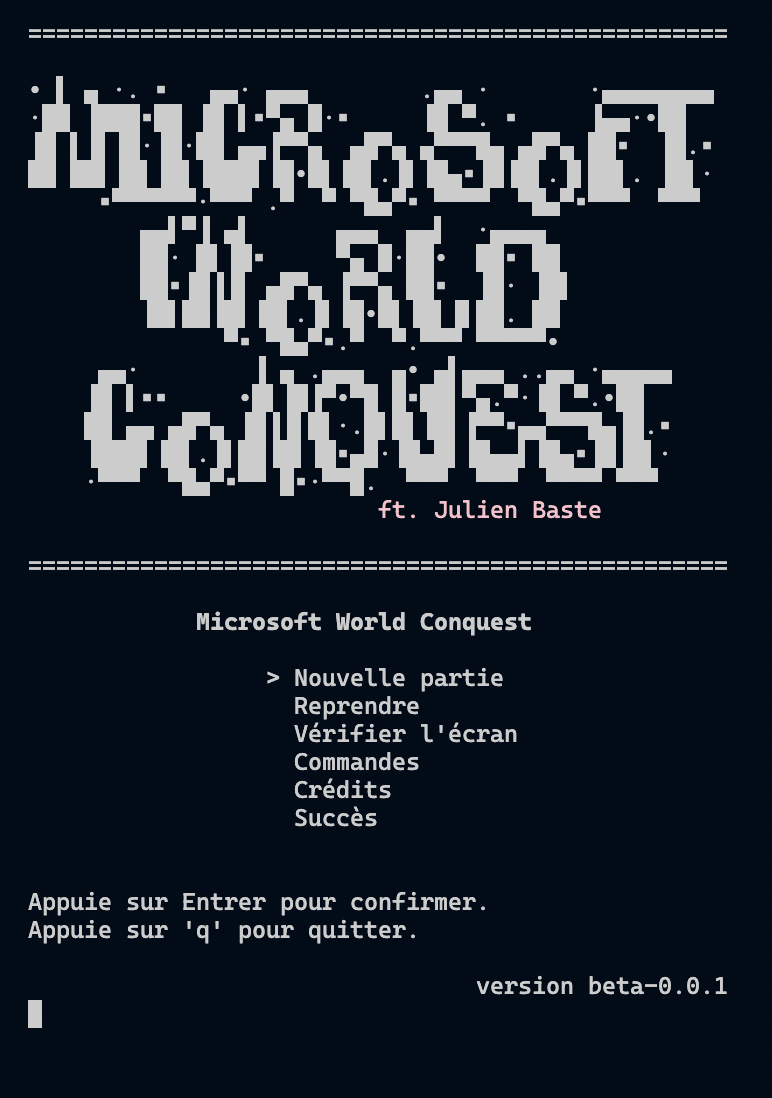 ==================================================
MICRoSoFT
WoRLD
CoNQUEST
ft. Julien Baste
==================================================
Microsoft World Conquest
> Nouvelle partie
Reprendre
Vérifier l'écran
Commandes
Crédits
Succès
Appuie sur Entrer pour confirmer.
Appuie sur 'q' pour quitter.
version beta-0.0.1